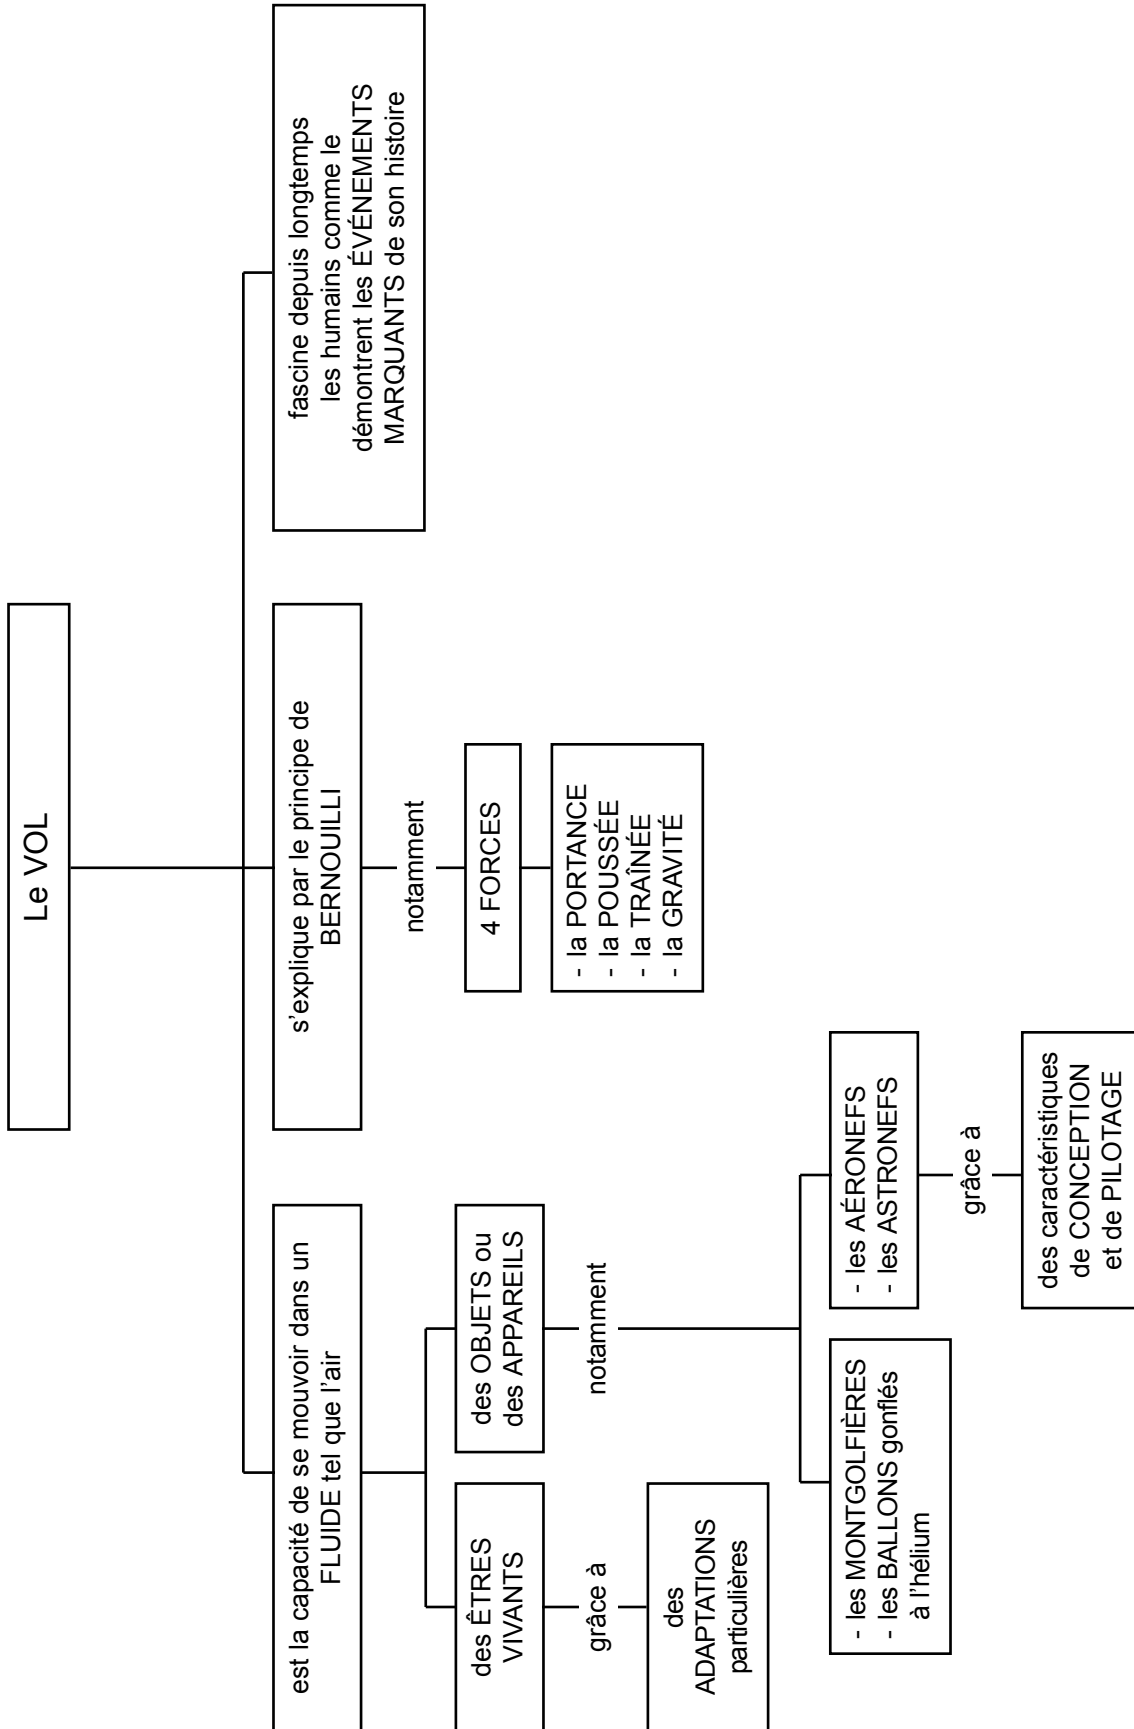 Le VOL
est la capacité de se mouvoir dans un
FLUIDE tel que l'air
s'explique par le principe de
BERNOUILLI
fascine depuis longtemps
les humains comme le
démontrent les ÉVÉNEMENTS
MARQUANTS de son histoire
des ÊTRES
VIVANTS
grâce à
des
ADAPTATIONS
particulières
des OBJETS ou
des APPAREILS
notamment
- les MONTGOLFIÈRES
- les BALLONS gonflés
à l'hélium
- les AÉRONEFS
- les ASTRONEFS
grâce à
des caractéristiques
de CONCEPTION
et de PILOTAGE
notamment
4 FORCES
- la PORTANCE
- la POUSSÉE
- la TRAÎNÉE
- la GRAVITÉ